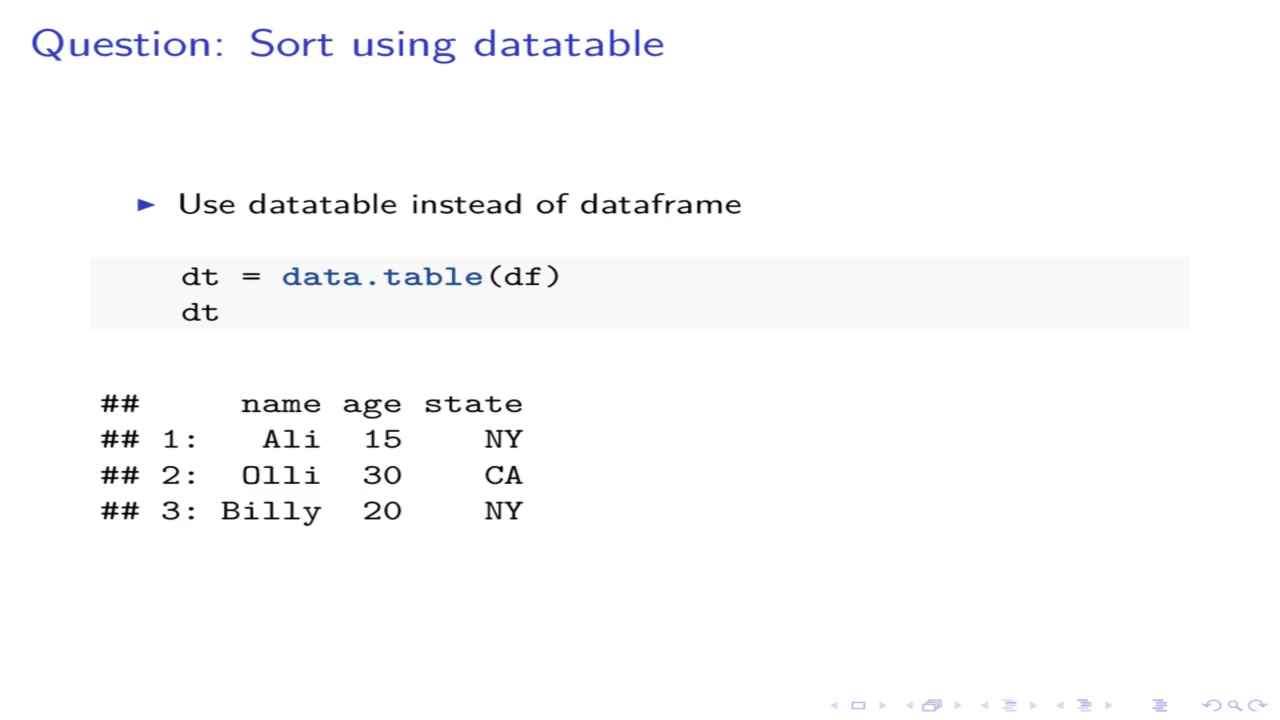 Question: Sort using datatable
Use datatable instead of dataframe
dt = data.table(df)
dt
## name age state
## 1: Ali 15 NY
## 2: Olli 30 CA
## 3: Billy 20 NY